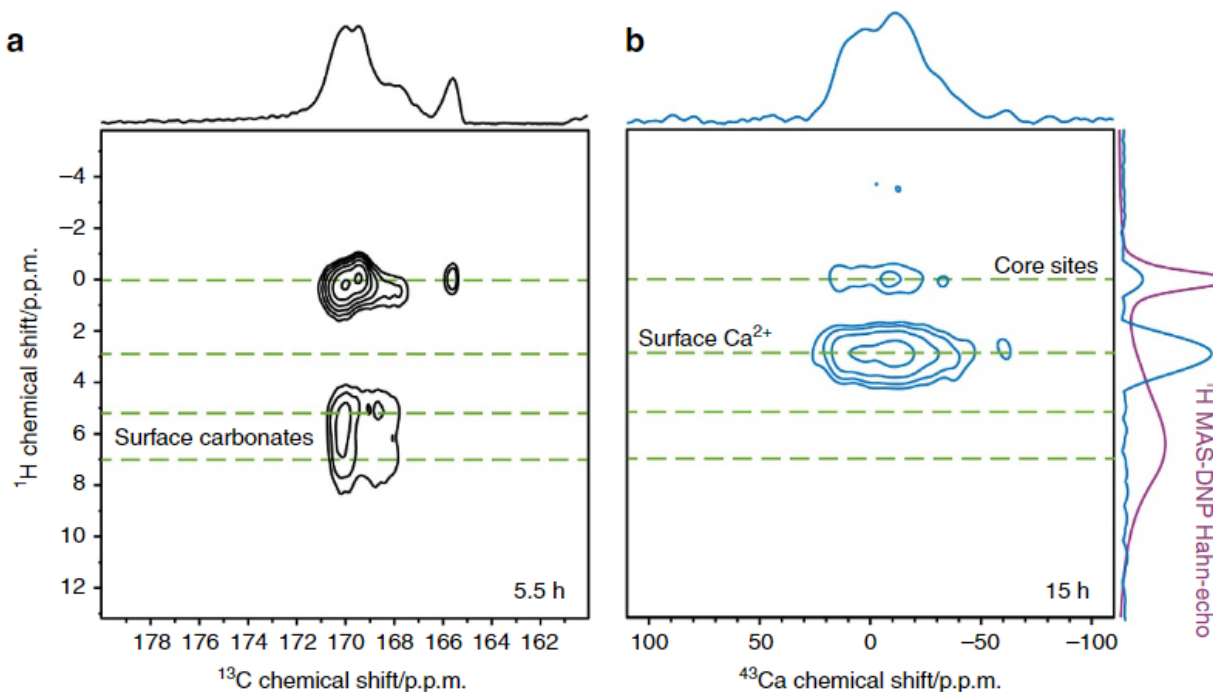 a
b
−4
−2
0
2
4
6
8
10
12
¹H chemical shift/p.p.m.
Surface carbonates
5.5 h
178 176 174 172 170 168 166 164 162
¹³C chemical shift/p.p.m.
Core sites
Surface Ca²⁺
15 h
100 50 0 −50 −100
⁴³Ca chemical shift/p.p.m.
¹H MAS-DNP Hahn-echo